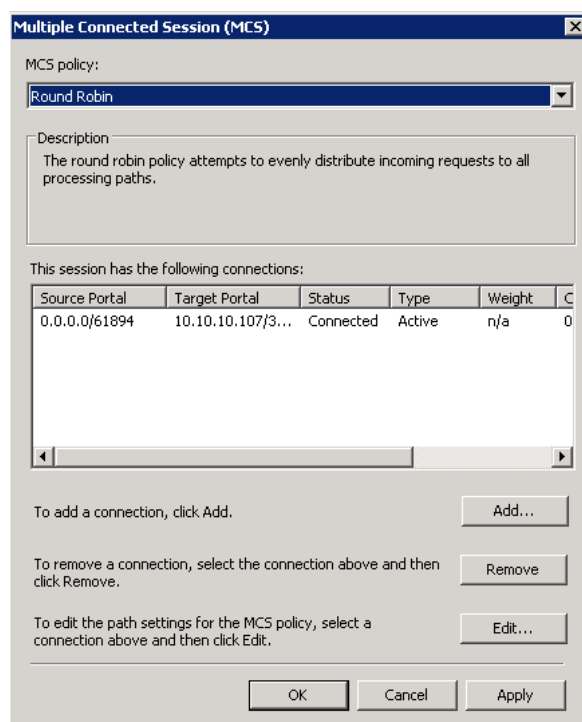 Multiple Connected Session (MCS)
MCS policy:
Round Robin
Description
The round robin policy attempts to evenly distribute incoming requests to all
processing paths.
This session has the following connections:
Source Portal Target Portal Status Type Weight C
0.0.0.0/61894 10.10.10.107/3... Connected Active n/a 0
To add a connection, click Add.
Add...
To remove a connection, select the connection above and then
click Remove.
Remove
To edit the path settings for the MCS policy, select a
connection above and then click Edit.
Edit...
OK Cancel Apply